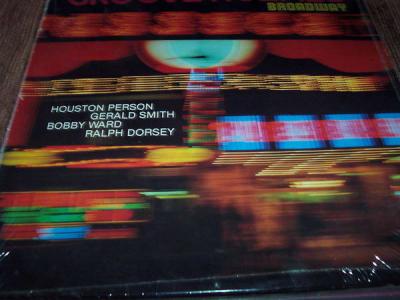 BROADWAY
HOUSTON PERSON
GERALD SMITH
BOBBY WARD
RALPH DORSEY